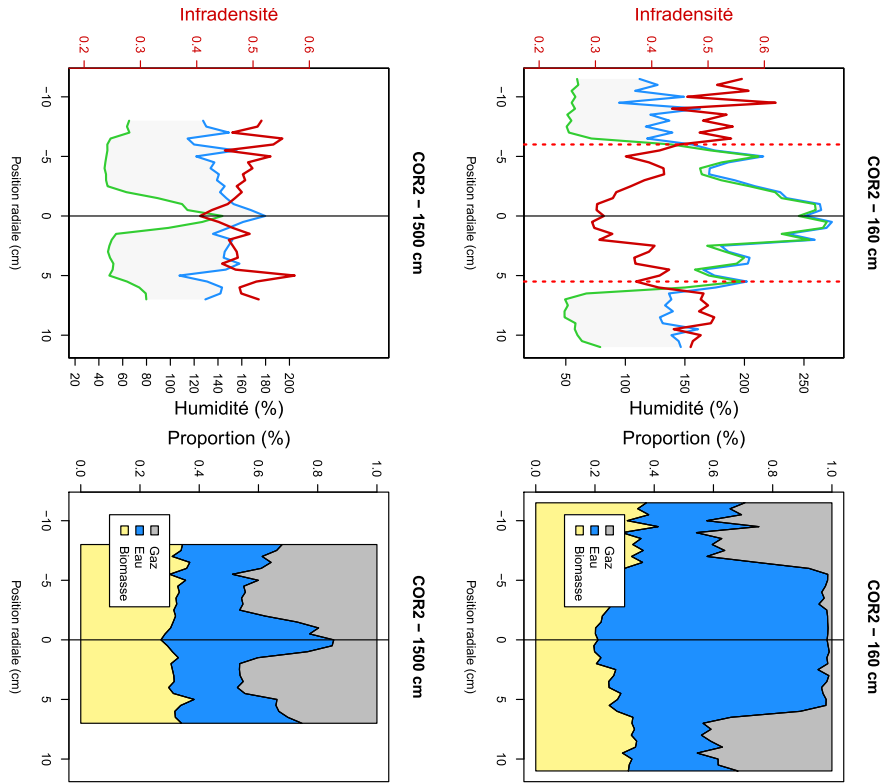 Infradensité
0.2 0.3 0.4 0.5 0.6
COR2 − 1500 cm
Position radiale (cm)
−10 −5 0 5 10
20 40 60 80 100 120 140 160 180 200
Humidité (%)
Infradensité
0.2 0.3 0.4 0.5 0.6
COR2 − 160 cm
Position radiale (cm)
−10 −5 0 5 10
50 100 150 200 250
Humidité (%)
Proportion (%)
0.0 0.2 0.4 0.6 0.8 1.0
COR2 − 1500 cm
Gaz
Eau
Biomasse
Position radiale (cm)
−10 −5 0 5 10
Proportion (%)
0.0 0.2 0.4 0.6 0.8 1.0
COR2 − 160 cm
Gaz
Eau
Biomasse
Position radiale (cm)
−10 −5 0 5 10